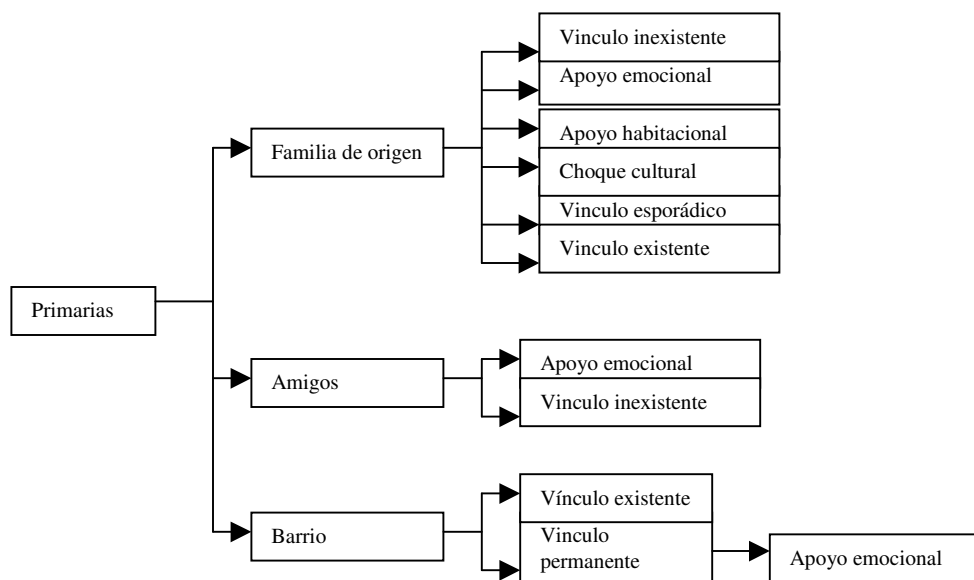 Vinculo inexistente
Apoyo emocional
Apoyo habitacional
Familia de origen
Choque cultural
Vinculo esporádico
Vinculo existente
Primarias
Apoyo emocional
Amigos
Vinculo inexistente
Vínculo existente
Barrio
Vinculo
permanente
Apoyo emocional